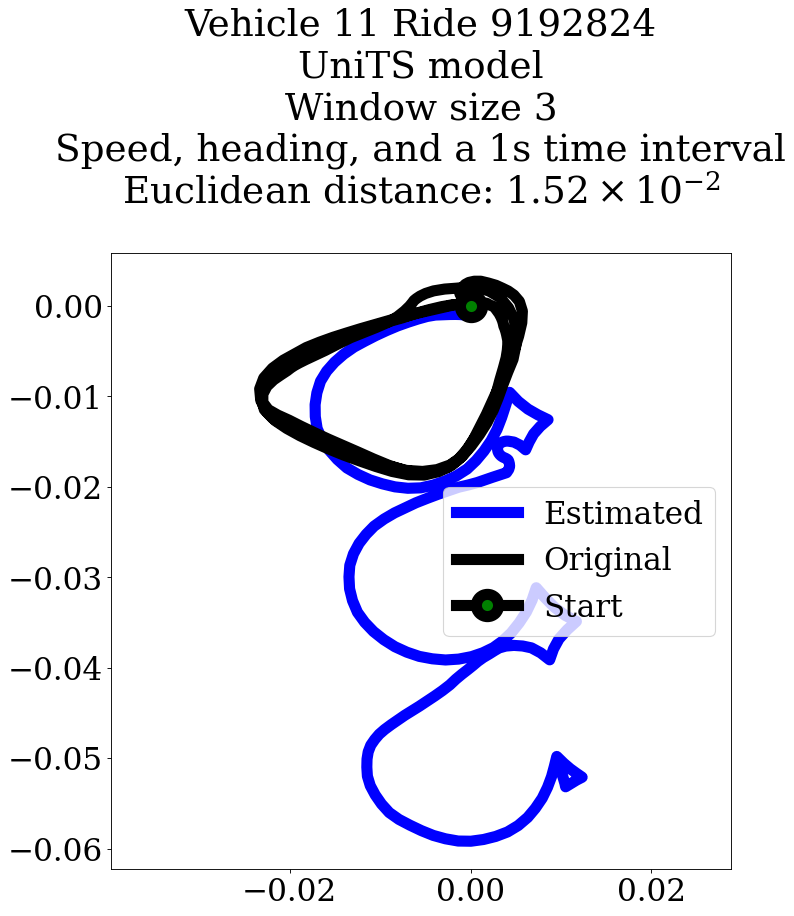 Vehicle 11 Ride 9192824
UniTS model
Window size 3
Speed, heading, and a 1s time interval
Euclidean distance: 1.52 × 10⁻²
0.00
−0.01
−0.02
−0.03
−0.04
−0.05
−0.06
Estimated
Original
Start
−0.02
0.00
0.02